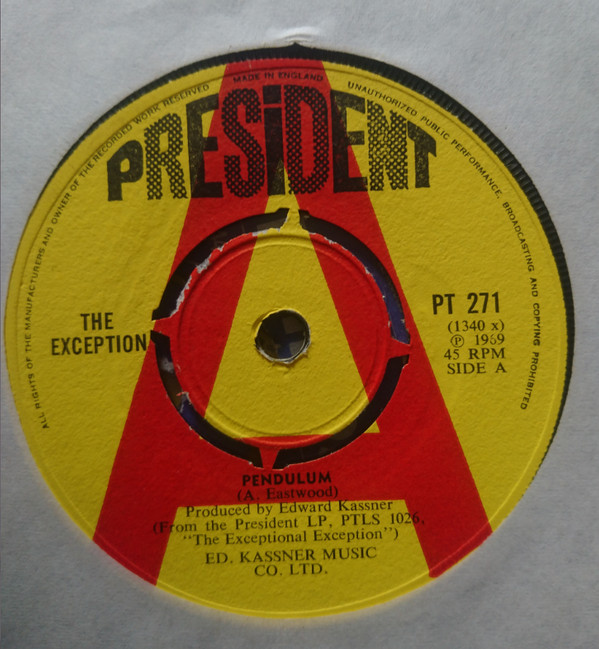 MADE IN ENGLAND
ALL RIGHTS OF THE MANUFACTURERS AND OWNER OF THE RECORDED WORK RESERVED
UNAUTHORIZED PUBLIC PERFORMANCE, BROADCASTING AND COPYING PROHIBITED
PRESiDENT
A
THE
EXCEPTION
PT 271
(1340 x)
℗ 1969
45 RPM
SIDE A
PENDULUM
(A. Eastwood)
Produced by Edward Kassner
(From the President LP, PTLS 1026,
"The Exceptional Exception")
ED. KASSNER MUSIC
CO. LTD.